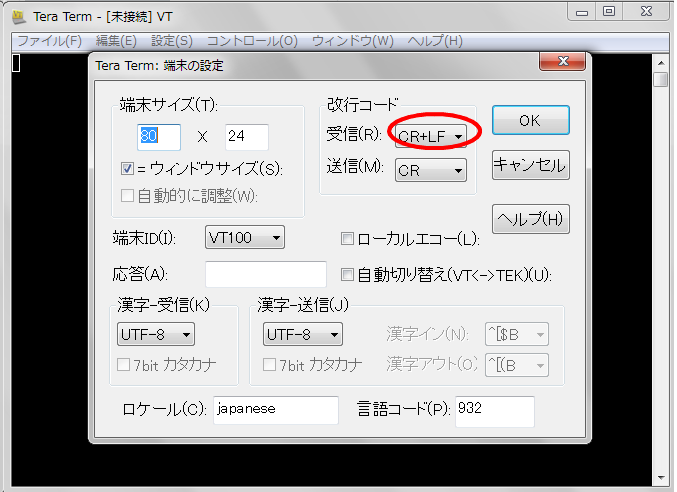 Tera Term - [未接続] VT
ファイル(F) 編集(E) 設定(S) コントロール(O) ウィンドウ(W) ヘルプ(H)
Tera Term: 端末の設定
端末サイズ(T):
80 X 24
= ウィンドウサイズ(S):
自動的に調整(W):
改行コード
受信(R): CR+LF
送信(M): CR
OK
キャンセル
ヘルプ(H)
端末ID(I): VT100
ローカルエコー(L):
応答(A):
自動切り替え(VT<->TEK)(U):
漢字-受信(K)
UTF-8
7bit カタカナ
漢字-送信(J)
UTF-8
7bit カタカナ
漢字イン(N): ^[$B
漢字アウト(O) ^[(B
ロケール(C): japanese
言語コード(P): 932